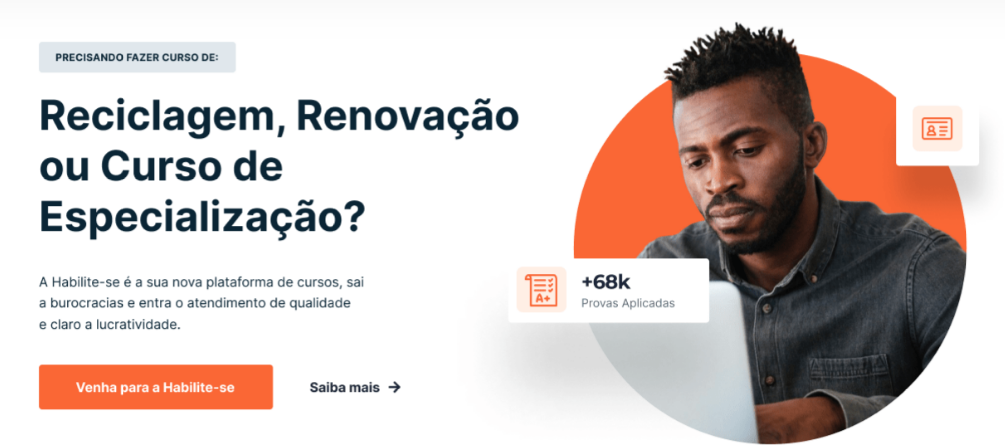 PRECISANDO FAZER CURSO DE:
Reciclagem, Renovação
ou Curso de
Especialização?
A Habilite-se é a sua nova plataforma de cursos, sai
a burocracias e entra o atendimento de qualidade
e claro a lucratividade.
Venha para a Habilite-se
Saiba mais →
A+
+68k
Provas Aplicadas